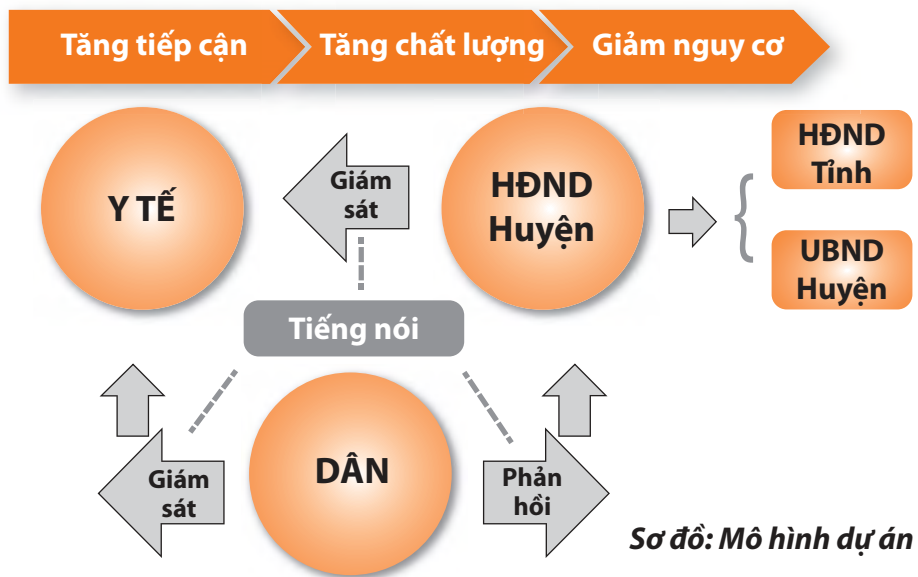 Tăng tiếp cận
Tăng chất lượng
Giảm nguy cơ
Y TẾ
Giám
sát
HĐND
Huyện
HĐND
Tỉnh
UBND
Huyện
Tiếng nói
Giám
sát
DÂN
Phản
hồi
Sơ đồ: Mô hình dự án